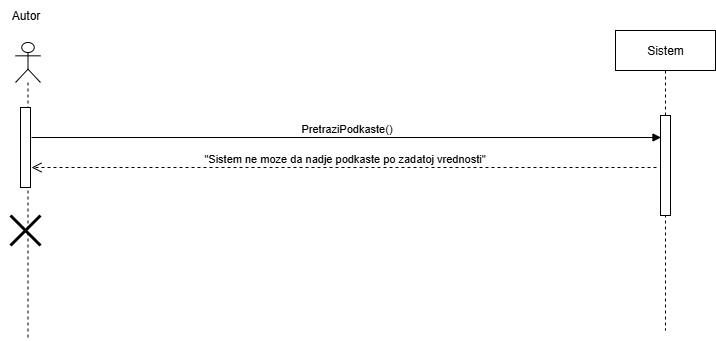 Autor
Sistem
PretraziPodkaste()
"Sistem ne moze da nadje podkaste po zadatoj vrednosti"